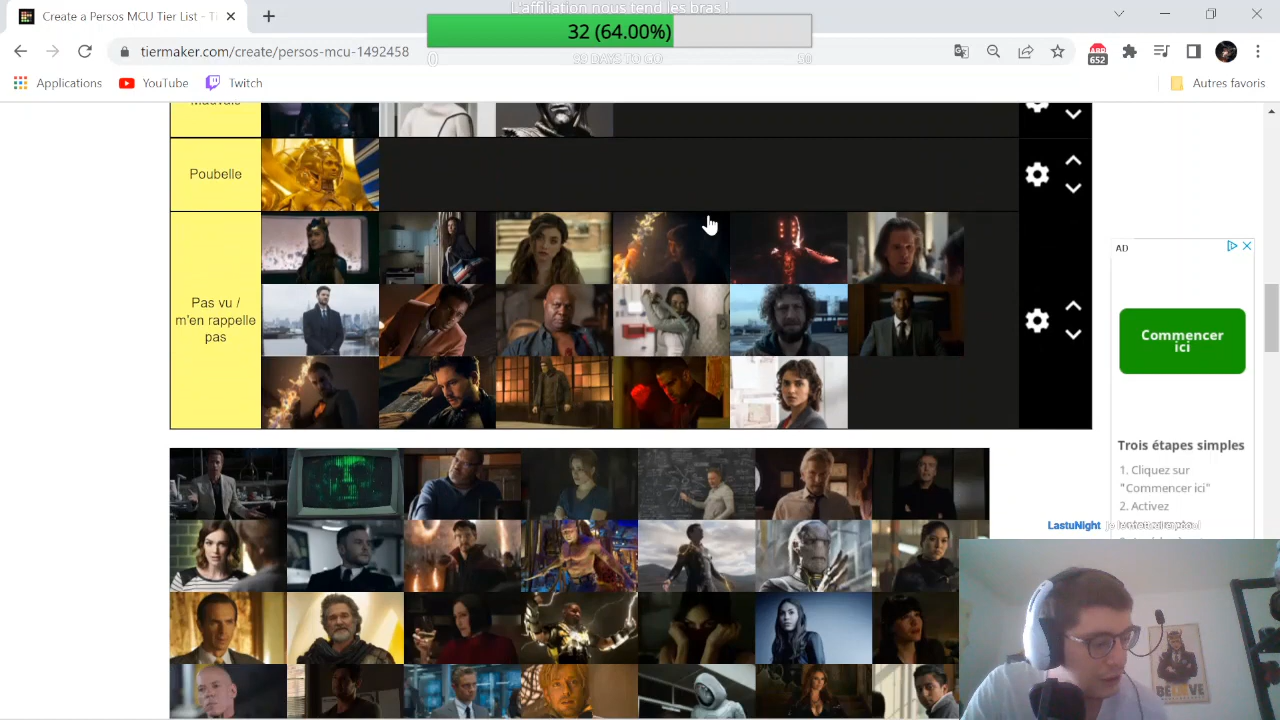 Create a Persos MCU Tier List - Ti
L'affiliation nous tend les bras !
32 (64.00%)
tiermaker.com/create/persos-mcu-1492458
652
Applications
YouTube
Twitch
Autres favoris
Mauvais
Poubelle
Pas vu /
m'en rappelle
pas
AD
Commencer
ici
Trois étapes simples
1. Cliquez sur
"Commencer ici"
2. Activez
LastuNight